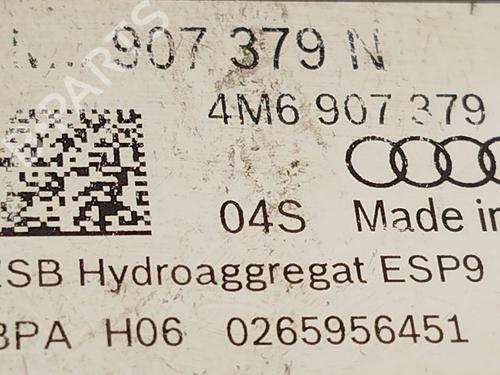 907 379 N
4M6 907 379
04S Made in
ESB Hydroaggregat ESP9
BPA H06 0265956451